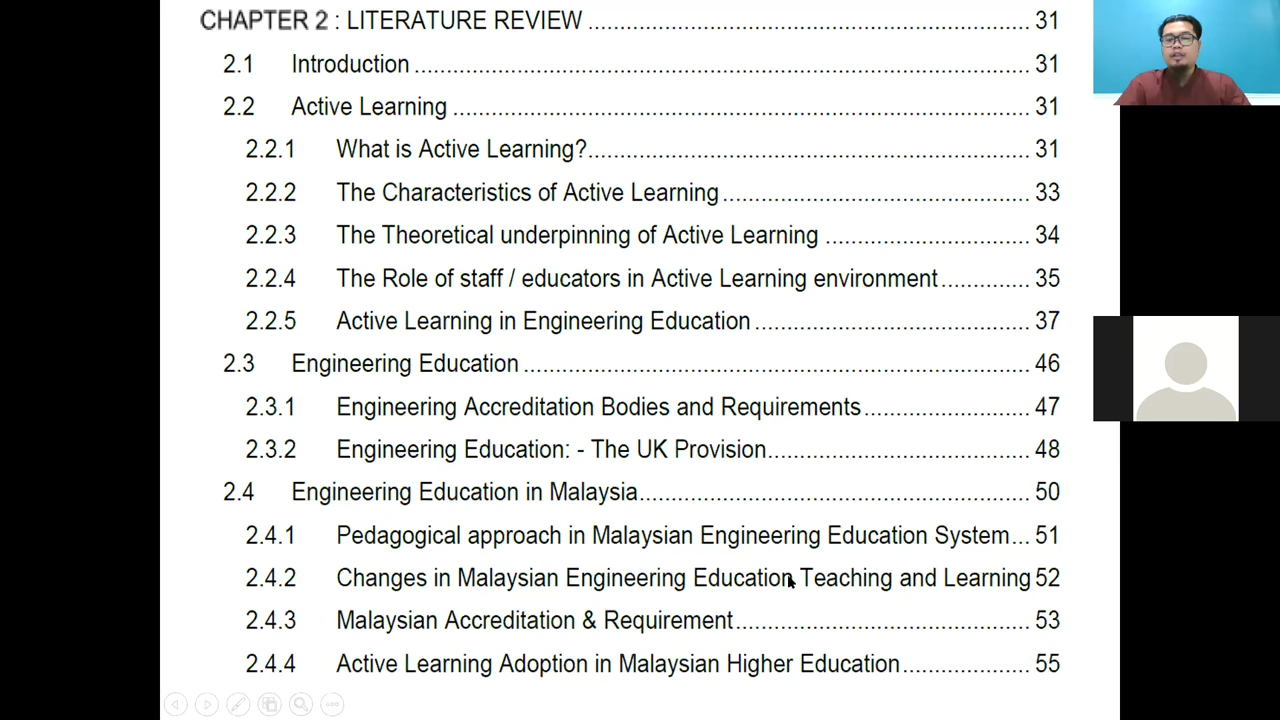 CHAPTER 2 : LITERATURE REVIEW ........................ 31
2.1 Introduction ........................ 31
2.2 Active Learning ........................ 31
2.2.1 What is Active Learning? ........................ 31
2.2.2 The Characteristics of Active Learning ........................ 33
2.2.3 The Theoretical underpinning of Active Learning ........................ 34
2.2.4 The Role of staff / educators in Active Learning environment ............. 35
2.2.5 Active Learning in Engineering Education ........................ 37
2.3 Engineering Education ........................ 46
2.3.1 Engineering Accreditation Bodies and Requirements ........................ 47
2.3.2 Engineering Education: - The UK Provision ........................ 48
2.4 Engineering Education in Malaysia ........................ 50
2.4.1 Pedagogical approach in Malaysian Engineering Education System... 51
2.4.2 Changes in Malaysian Engineering Education Teaching and Learning 52
2.4.3 Malaysian Accreditation & Requirement ........................ 53
2.4.4 Active Learning Adoption in Malaysian Higher Education ................... 55